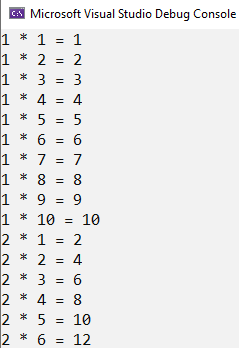 Microsoft Visual Studio Debug Console
1 * 1 = 1
1 * 2 = 2
1 * 3 = 3
1 * 4 = 4
1 * 5 = 5
1 * 6 = 6
1 * 7 = 7
1 * 8 = 8
1 * 9 = 9
1 * 10 = 10
2 * 1 = 2
2 * 2 = 4
2 * 3 = 6
2 * 4 = 8
2 * 5 = 10
2 * 6 = 12